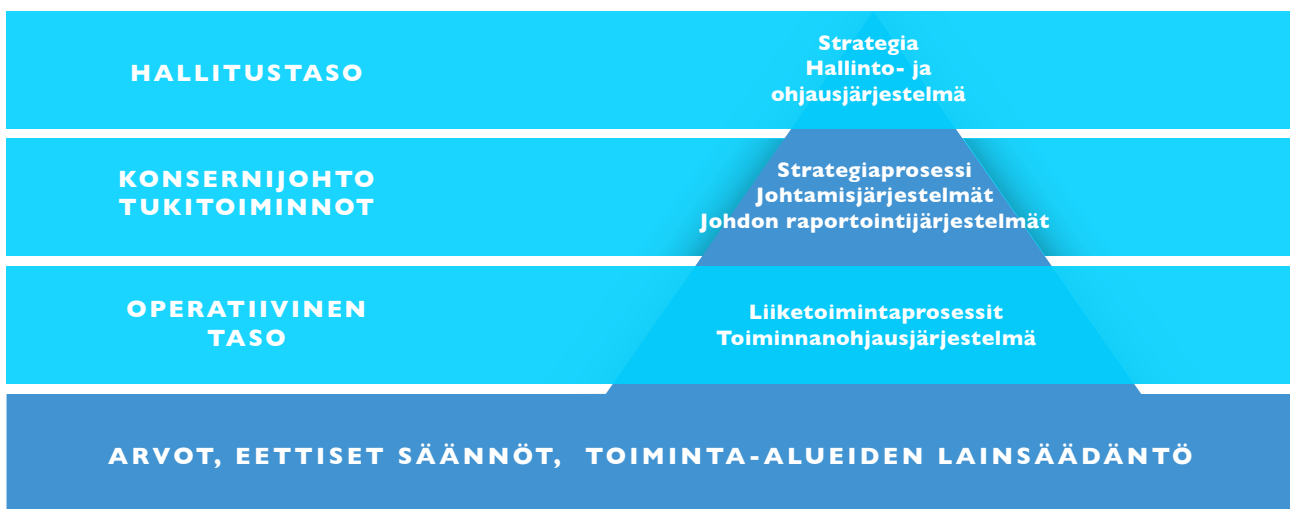 HALLITUSTASO
Strategia
Hallinto- ja
ohjausjärjestelmä
KONSERNIJOHTO
TUKITOIMINNOT
Strategiaprosessi
Johtamisjärjestelmät
Johdon raportointijärjestelmät
OPERATIIVINEN
TASO
Liiketoimintaprosessit
Toiminnanohjausjärjestelmä
ARVOT, EETTISET SÄÄNNÖT, TOIMINTA-ALUEIDEN LAINSÄÄDÄNTÖ